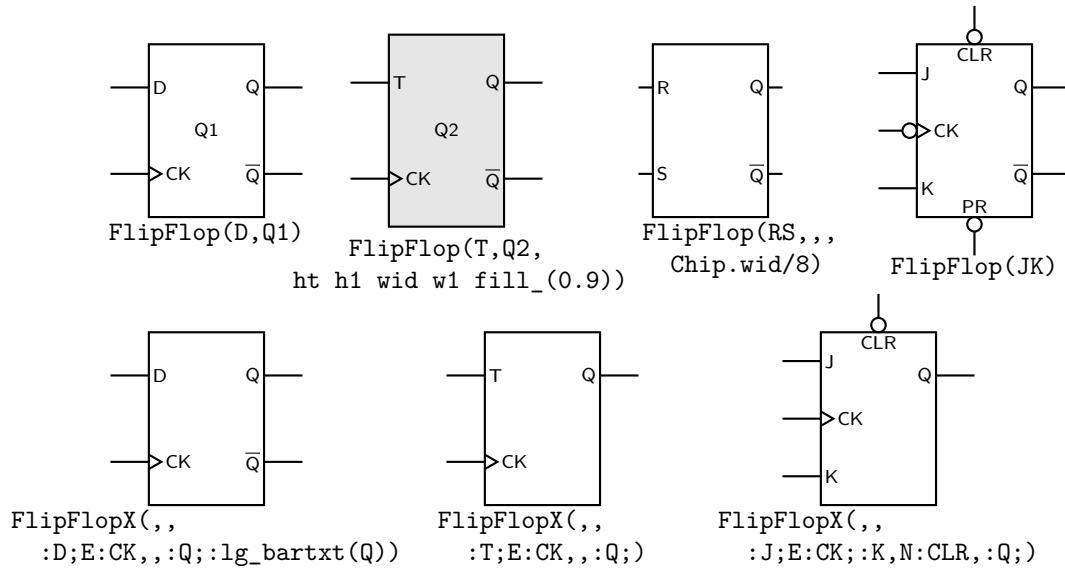 D Q
Q1
CK Q̅
FlipFlop(D,Q1)
T Q
Q2
CK Q̅
FlipFlop(T,Q2,
ht h1 wid w1 fill_(0.9))
R Q
S Q̅
FlipFlop(RS,,,
Chip.wid/8)
CLR
J Q
CK
K Q̅
PR
FlipFlop(JK)
D Q
CK Q̅
FlipFlopX(,,
:D;E:CK,,:Q;:lg_bartxt(Q))
T Q
CK
FlipFlopX(,,
:T;E:CK,,:Q;)
CLR
J Q
CK
K
FlipFlopX(,,
:J;E:CK;:K,N:CLR,:Q;)